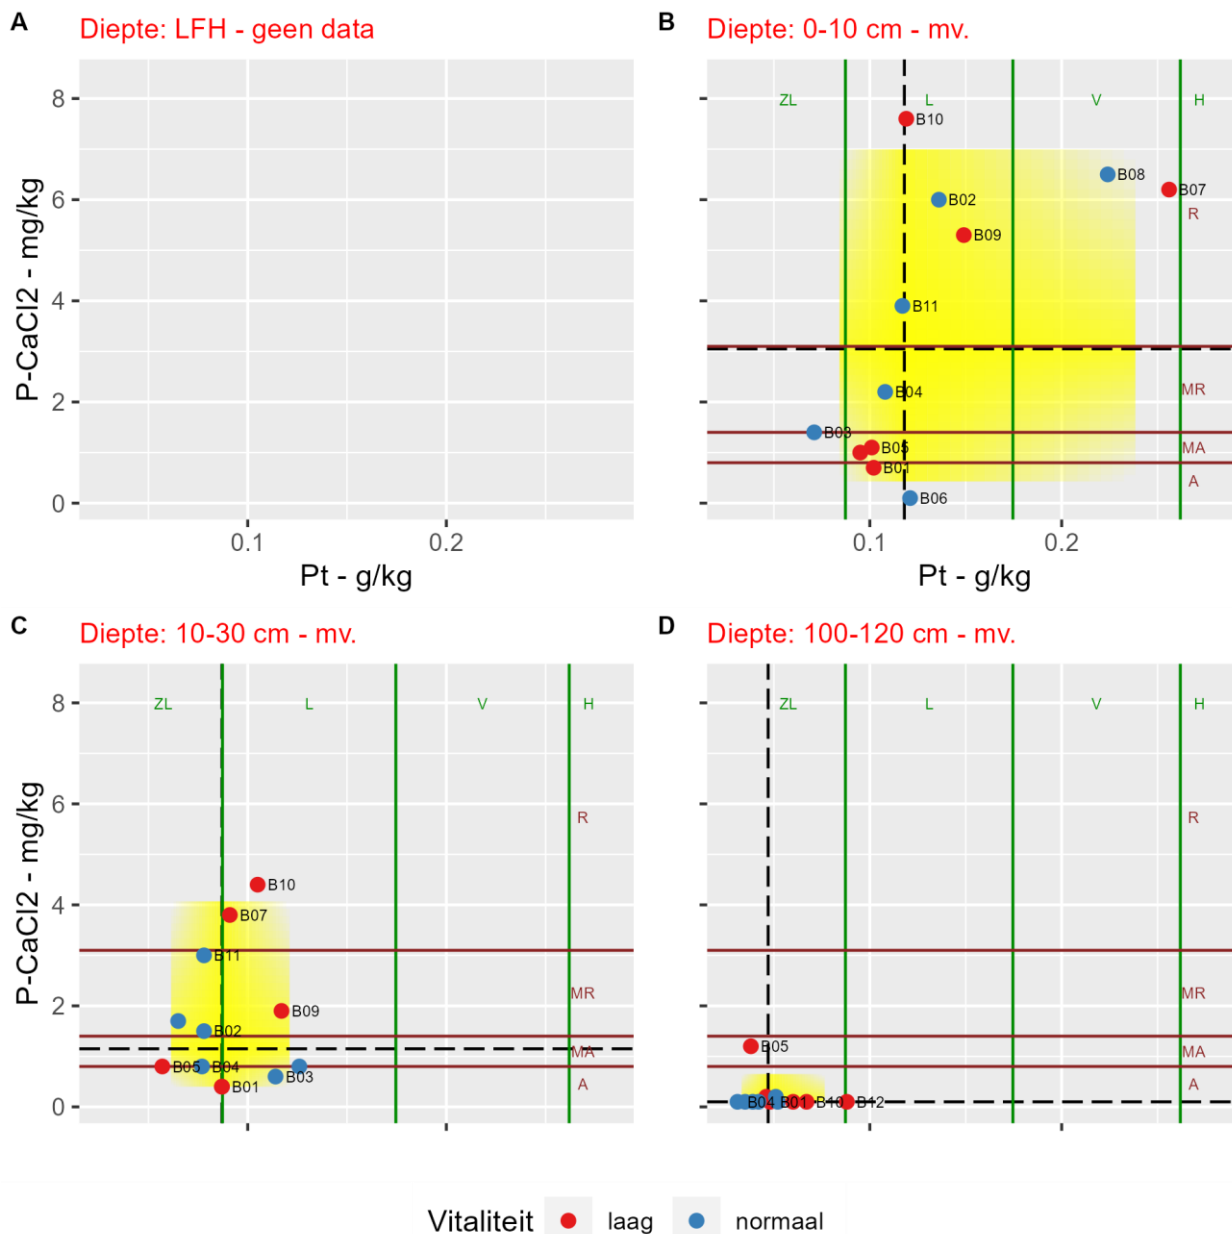 A
Diepte: LFH - geen data
P-CaCl2 - mg/kg
8
6
4
2
0
0.1
0.2
Pt - g/kg
B
Diepte: 0-10 cm - mv.
ZL
L
V
H
B10
B08
B07
B02
R
B09
B11
MR
B04
B03
B05
MA
B01
A
B06
0.1
0.2
Pt - g/kg
C
Diepte: 10-30 cm - mv.
P-CaCl2 - mg/kg
8
6
4
2
0
ZL
L
V
H
R
B10
B07
B11
MR
B09
B02
MA
B05
B04
B03
A
B01
D
Diepte: 100-120 cm - mv.
ZL
L
V
H
R
MR
B05
MA
A
B04
B01
B10
B12
Vitaliteit
laag
normaal